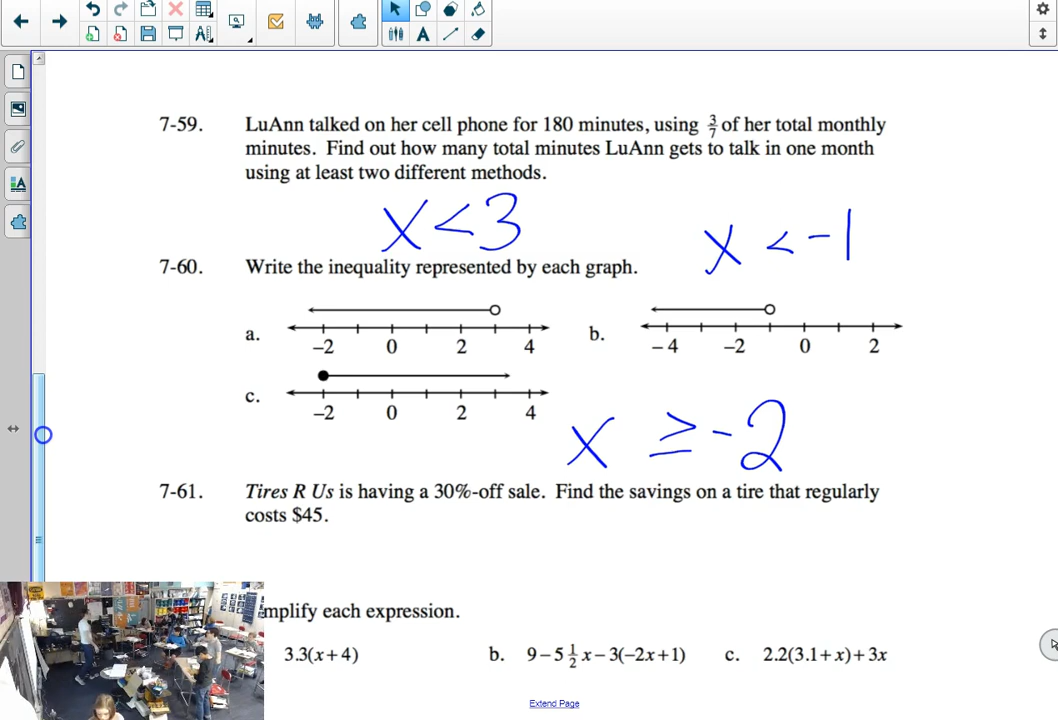 7-59. LuAnn talked on her cell phone for 180 minutes, using 3/7 of her total monthly
minutes. Find out how many total minutes LuAnn gets to talk in one month
using at least two different methods.
x < 3
x < -1
7-60. Write the inequality represented by each graph.
a.
-2 0 2 4
b.
-4 -2 0 2
c.
-2 0 2 4
x ≥ -2
7-61. Tires R Us is having a 30%-off sale. Find the savings on a tire that regularly
costs $45.
mplify each expression.
3.3(x+4) b. 9-5 1/2 x-3(-2x+1) c. 2.2(3.1+x)+3x
Extend Page